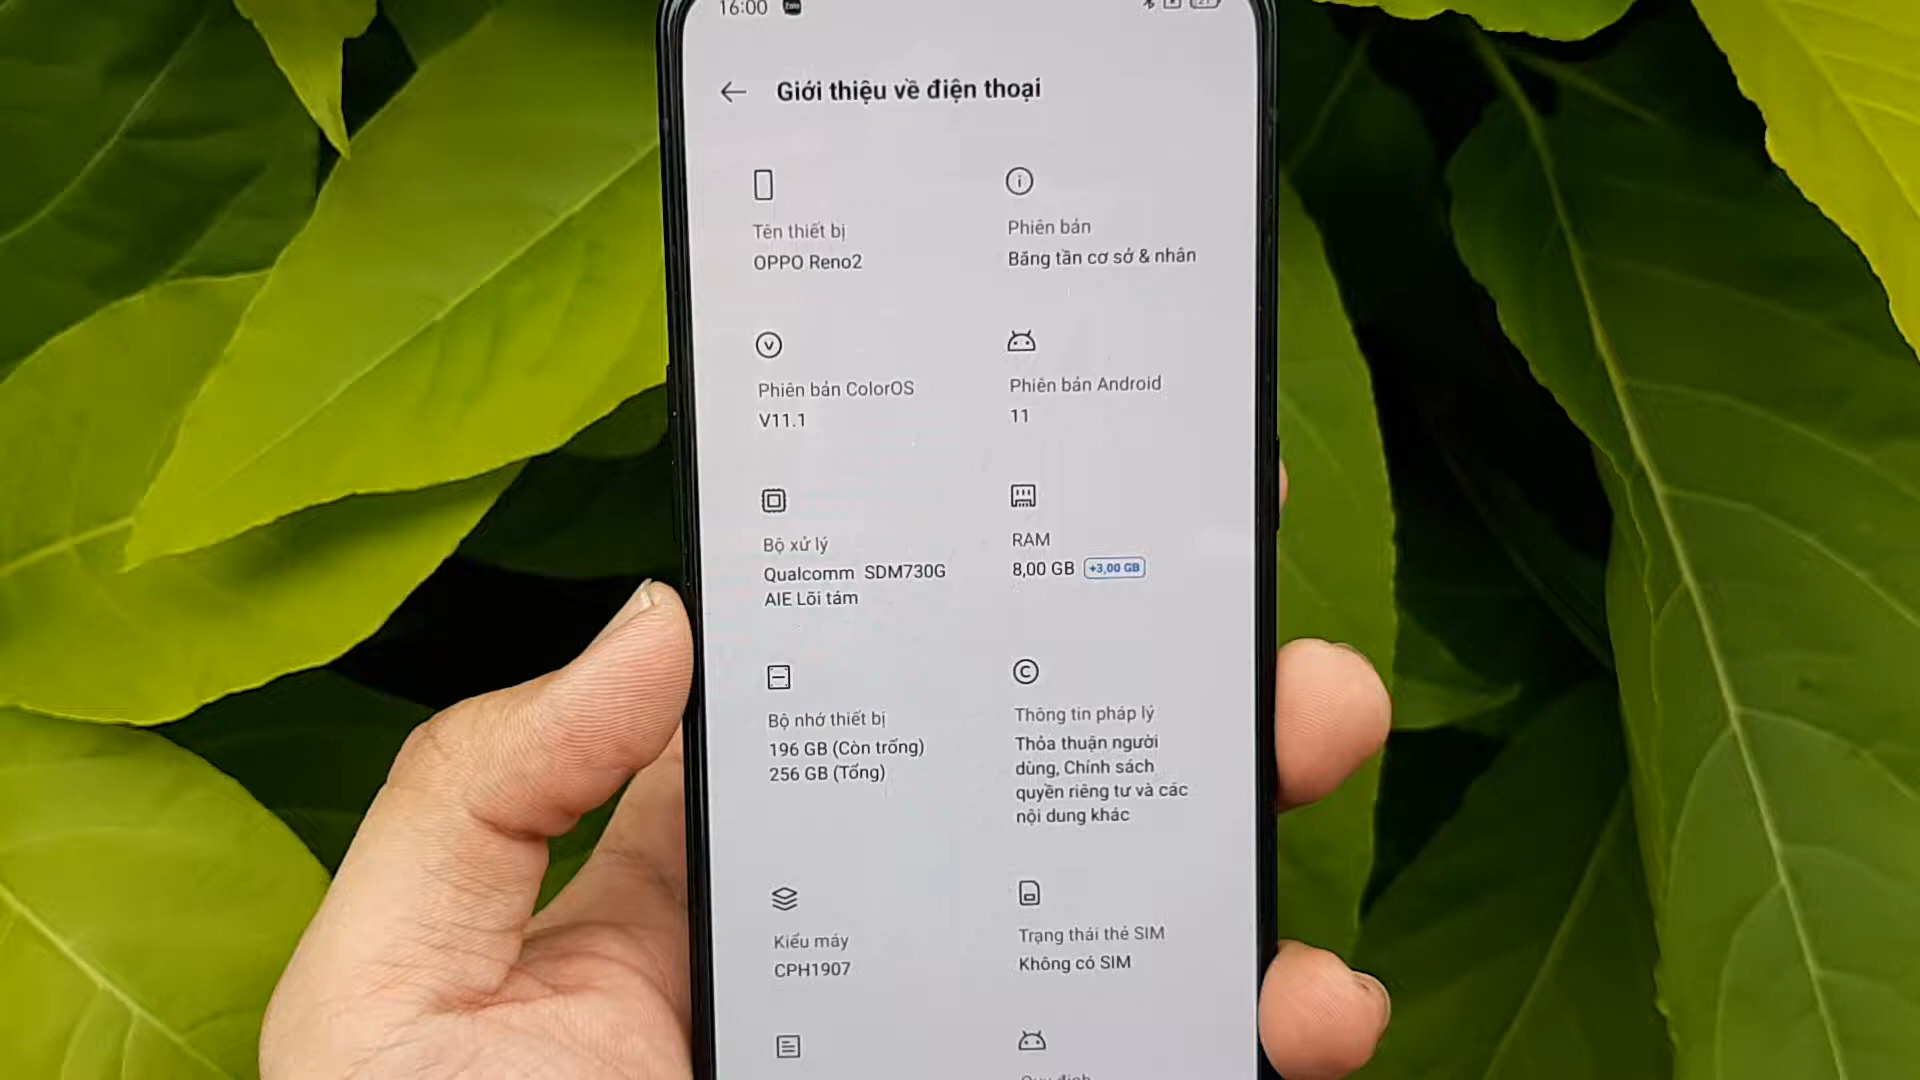 16:00
Giới thiệu về điện thoại
Tên thiết bị
OPPO Reno2
Phiên bản
Băng tần cơ sở & nhân
Phiên bản ColorOS
V11.1
Phiên bản Android
11
Bộ xử lý
Qualcomm SDM730G
AIE Lõi tám
RAM
8,00 GB +3,00 GB
Bộ nhớ thiết bị
196 GB (Còn trống)
256 GB (Tổng)
Thông tin pháp lý
Thỏa thuận người
dùng, Chính sách
quyền riêng tư và các
nội dung khác
Kiểu máy
CPH1907
Trạng thái thẻ SIM
Không có SIM